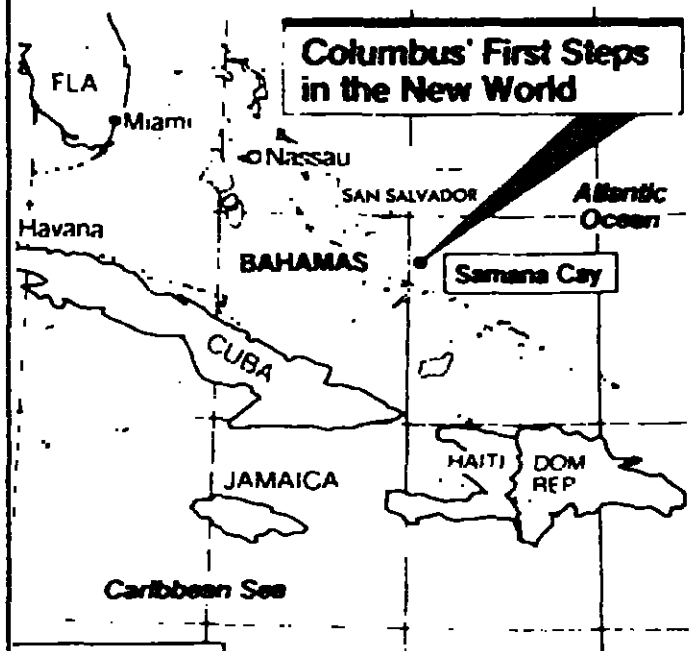 Columbus' First Steps
in the New World
FLA
Miami
Nassau
SAN SALVADOR
Atlantic
Ocean
Havana
BAHAMAS
Samana Cay
CUBA
HAITI
DOM
REP
JAMAICA
Caribbean Sea